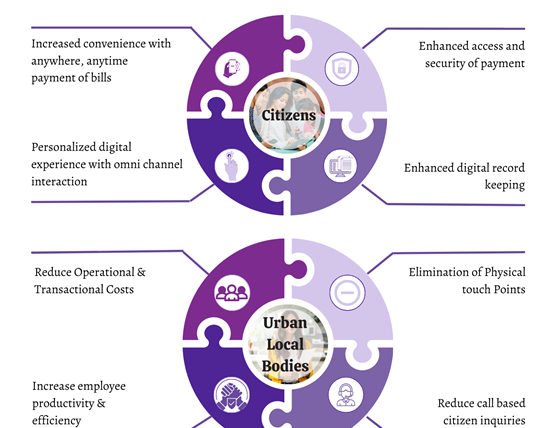 Increased convenience with
anywhere, anytime
payment of bills
Enhanced access and
security of payment
Citizens
Personalized digital
experience with omni channel
interaction
Enhanced digital record
keeping
Reduce Operational &
Transactional Costs
Elimination of Physical
touch Points
Urban
Local
Bodies
Increase employee
productivity &
efficiency
Reduce call based
citizen inquiries